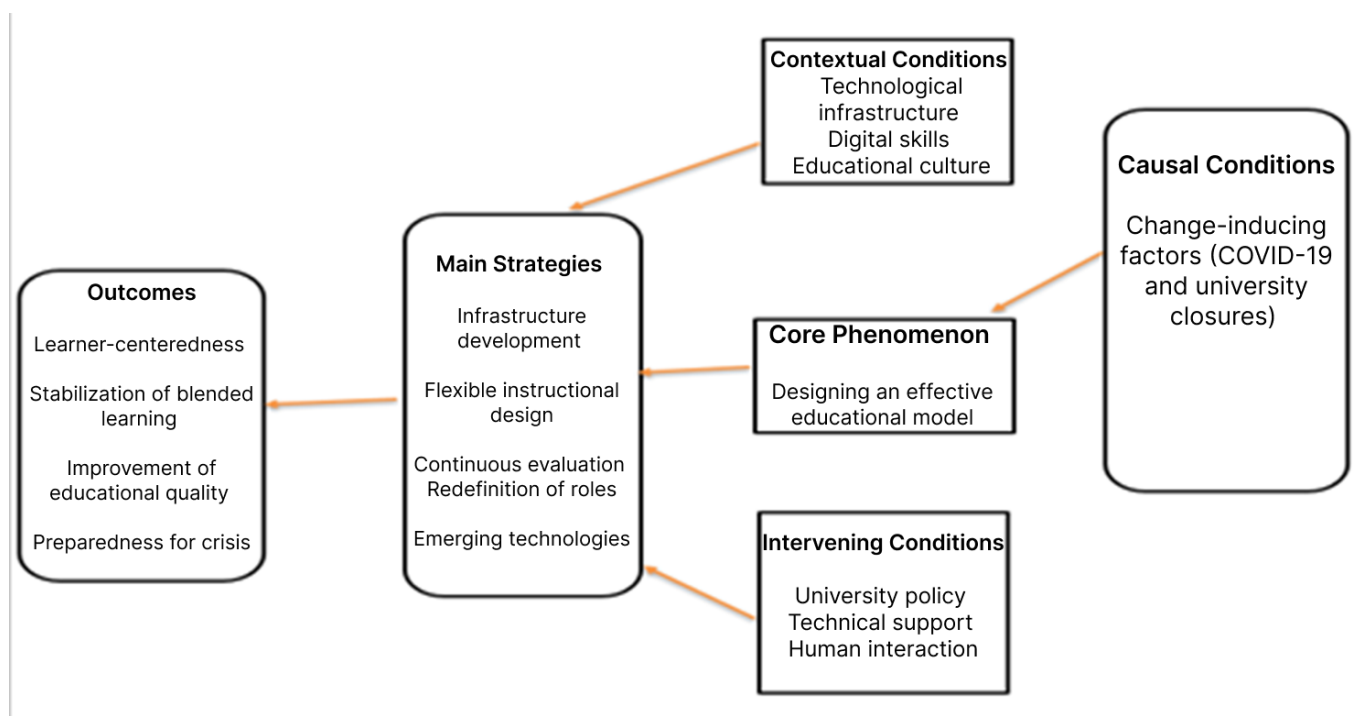 Contextual Conditions
Technological
infrastructure
Digital skills
Educational culture
Causal Conditions
Change-inducing
factors (COVID-19
and university
closures)
Main Strategies
Infrastructure
development
Flexible instructional
design
Continuous evaluation
Redefinition of roles
Emerging technologies
Outcomes
Learner-centeredness
Stabilization of blended
learning
Improvement of
educational quality
Preparedness for crisis
Core Phenomenon
Designing an effective
educational model
Intervening Conditions
University policy
Technical support
Human interaction